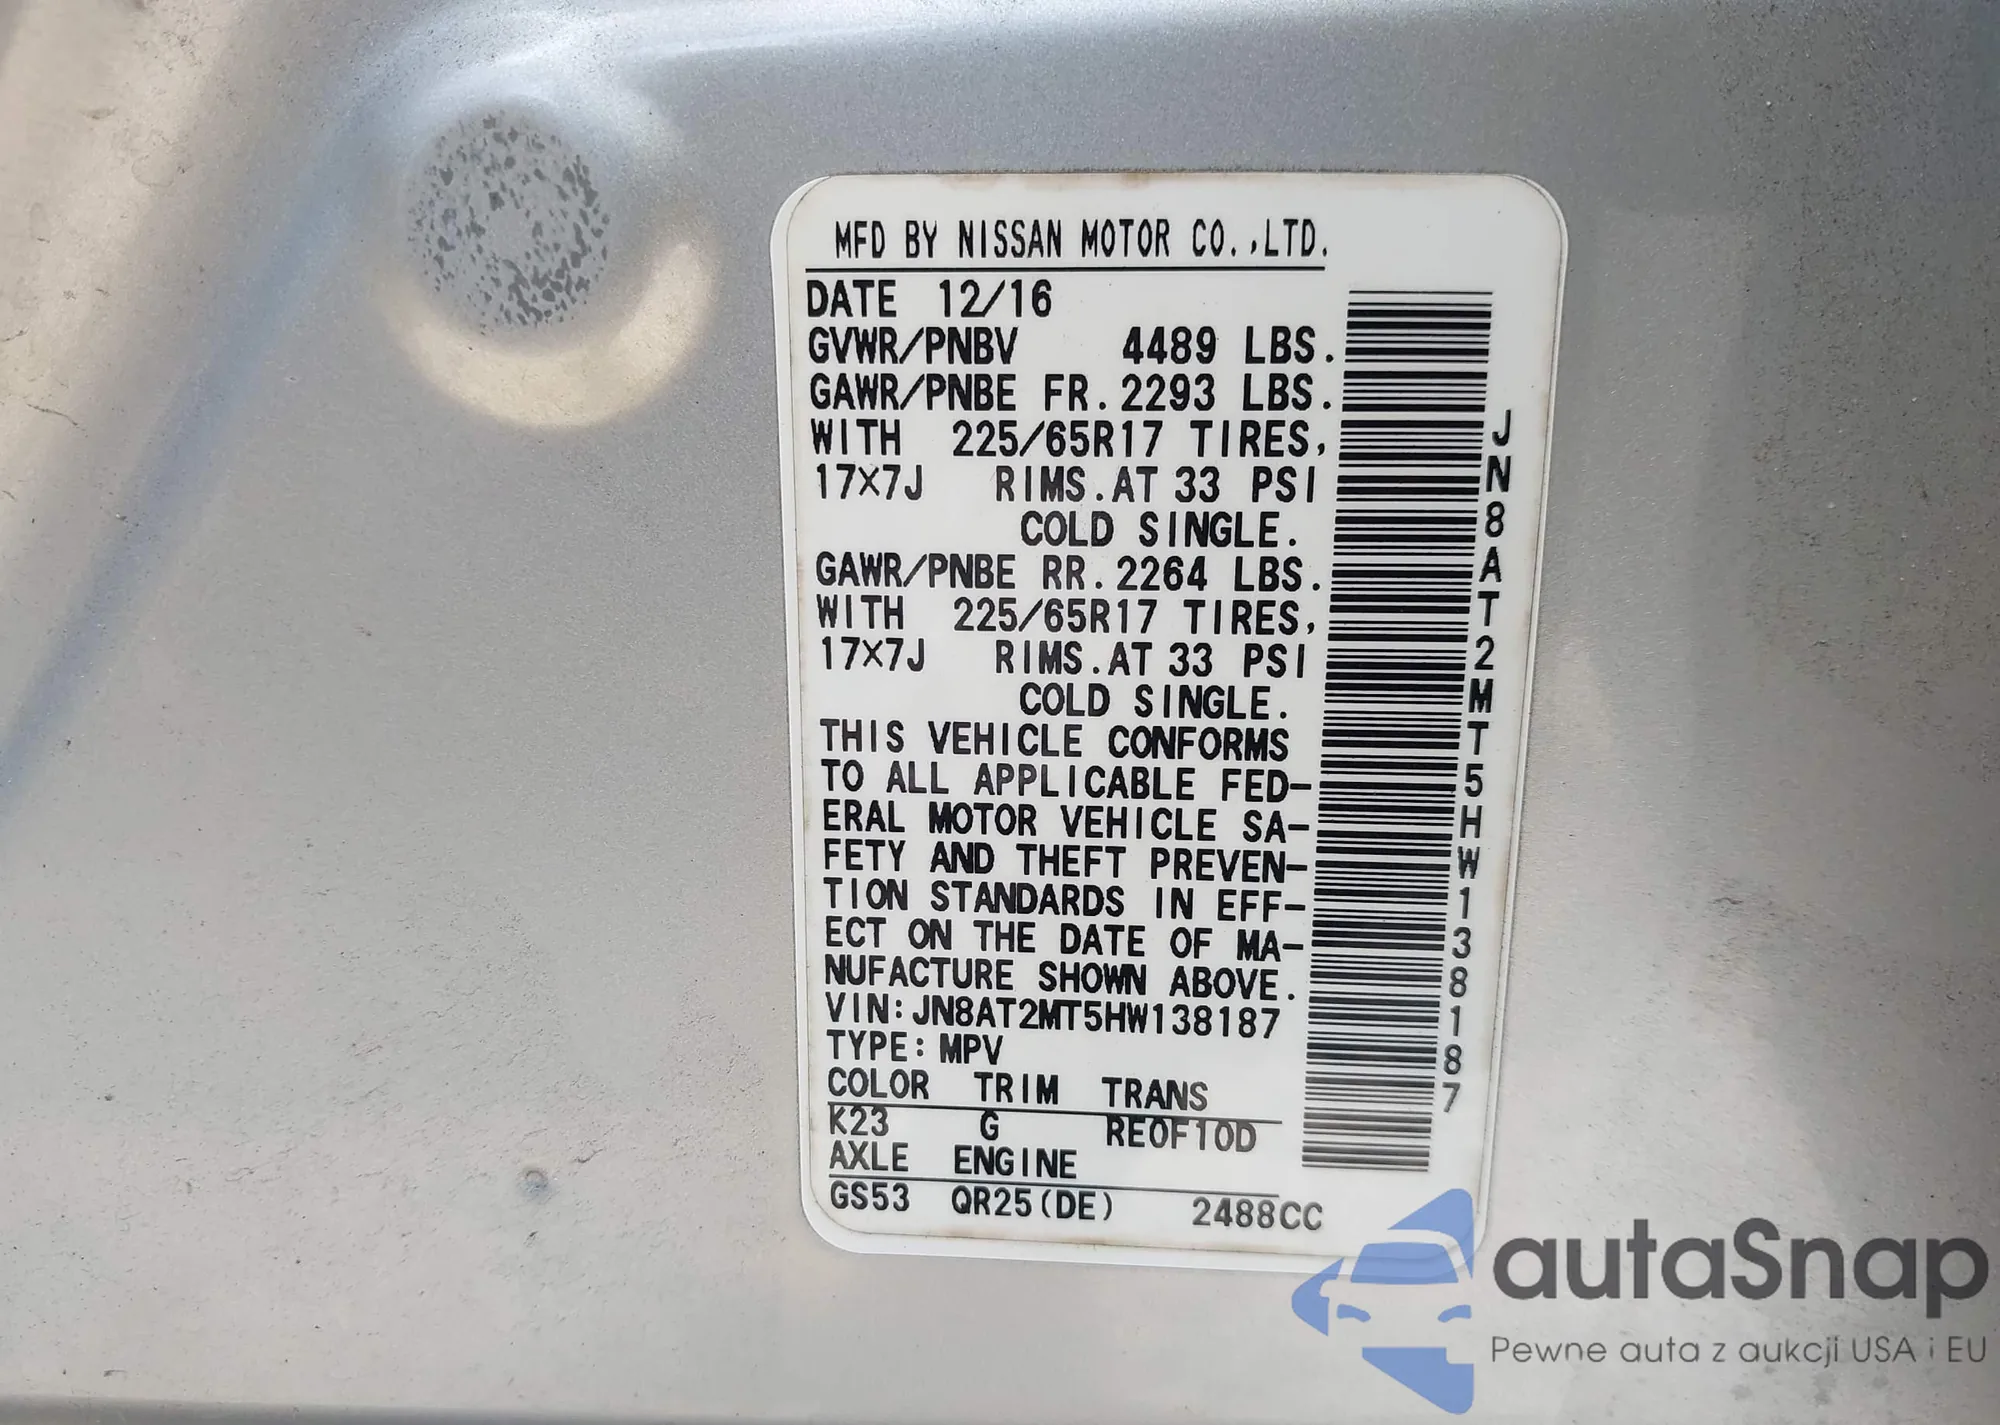 MFD BY NISSAN MOTOR CO.,LTD.
DATE 12/16
GVWR/PNBV 4489 LBS.
GAWR/PNBE FR. 2293 LBS.
WITH 225/65R17 TIRES,
17X7J RIMS. AT 33 PSI
COLD SINGLE.
GAWR/PNBE RR. 2264 LBS.
WITH 225/65R17 TIRES,
17X7J RIMS. AT 33 PSI
COLD SINGLE.
THIS VEHICLE CONFORMS
TO ALL APPLICABLE FED-
ERAL MOTOR VEHICLE SA-
FETY AND THEFT PREVEN-
TION STANDARDS IN EFF-
ECT ON THE DATE OF MA-
NUFACTURE SHOWN ABOVE.
VIN: JN8AT2MT5HW138187
TYPE: MPV
COLOR TRIM TRANS
K23 G RE0F10D
AXLE ENGINE
GS53 QR25(DE) 2488CC
JN8AT2MT5HW138187
autaSnap
Pewne auta z aukcji USA i EU